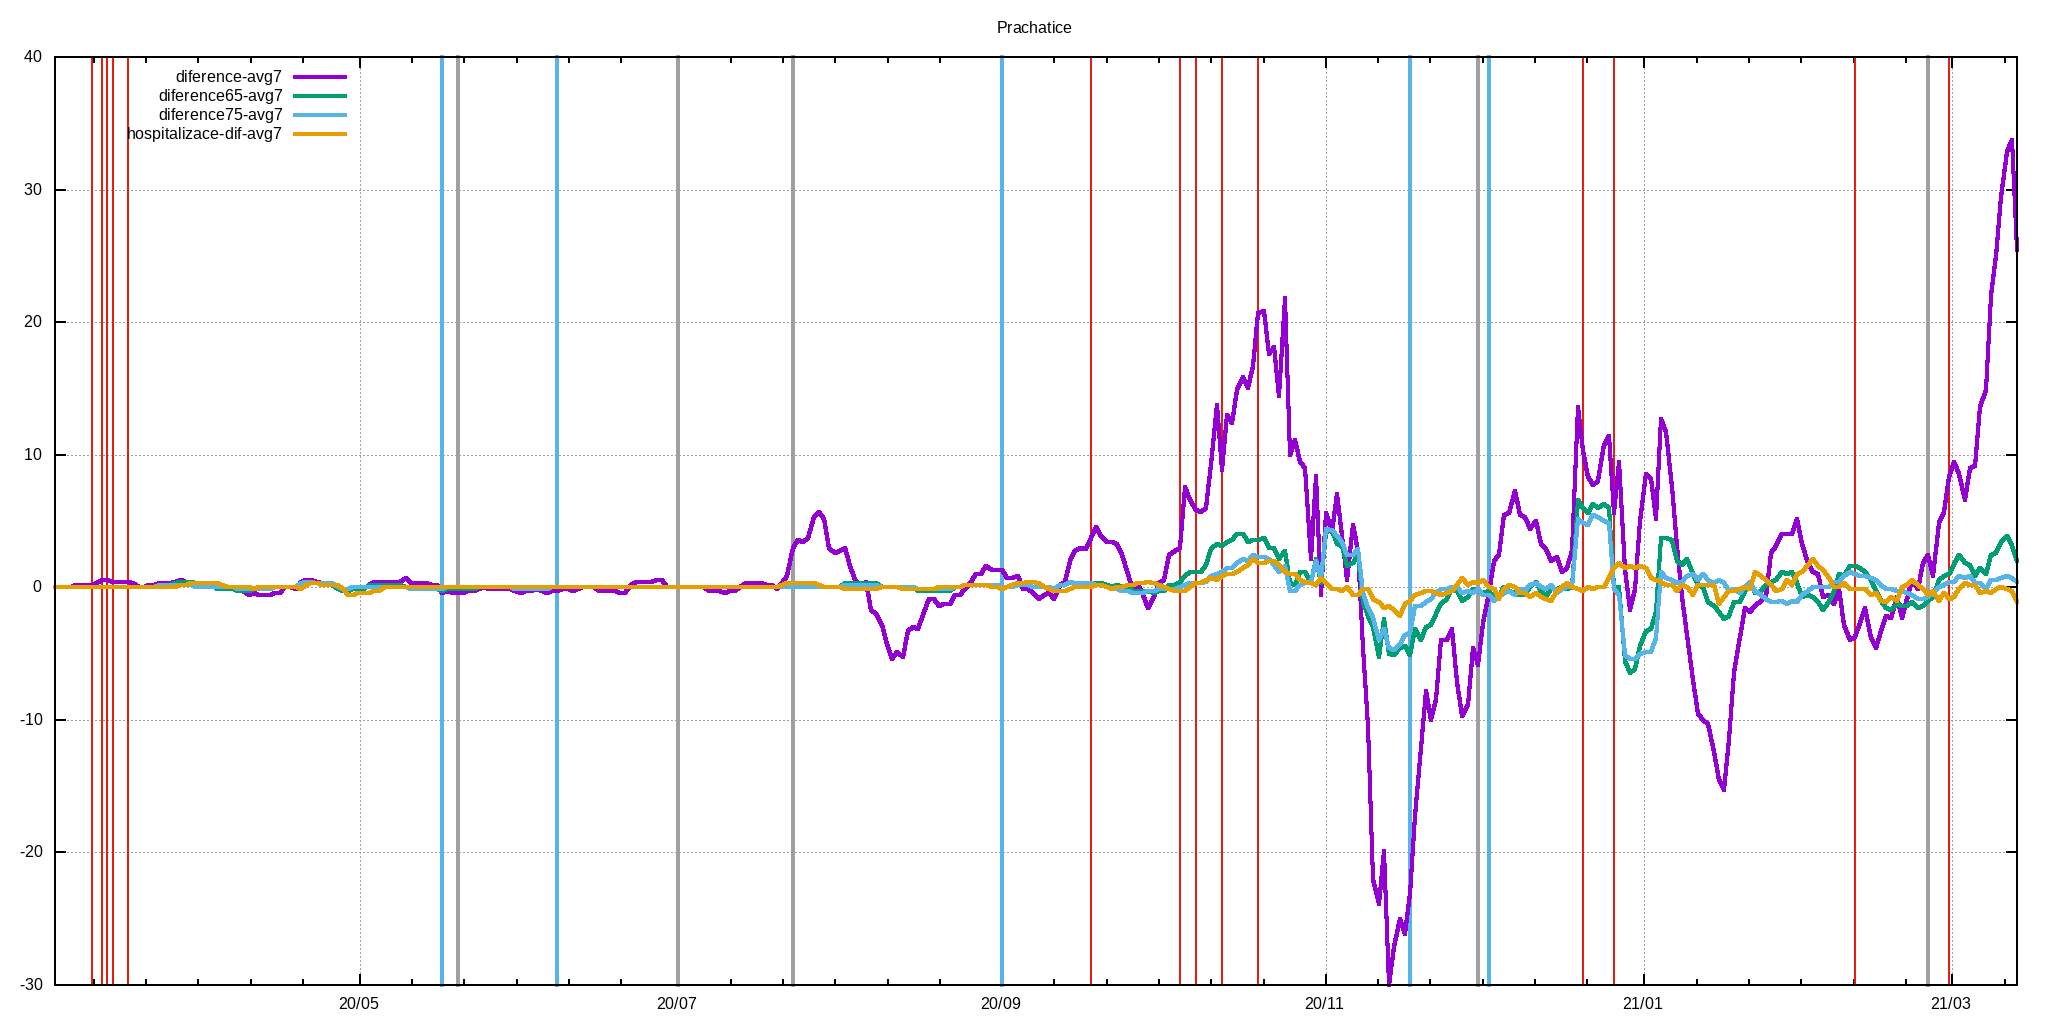 Prachatice
40
diference-avg7
diference65-avg7
diference75-avg7
hospitalizace-dif-avg7
30
20
10
0
-10
-20
-30
20/05 20/07 20/09 20/11 21/01 21/03